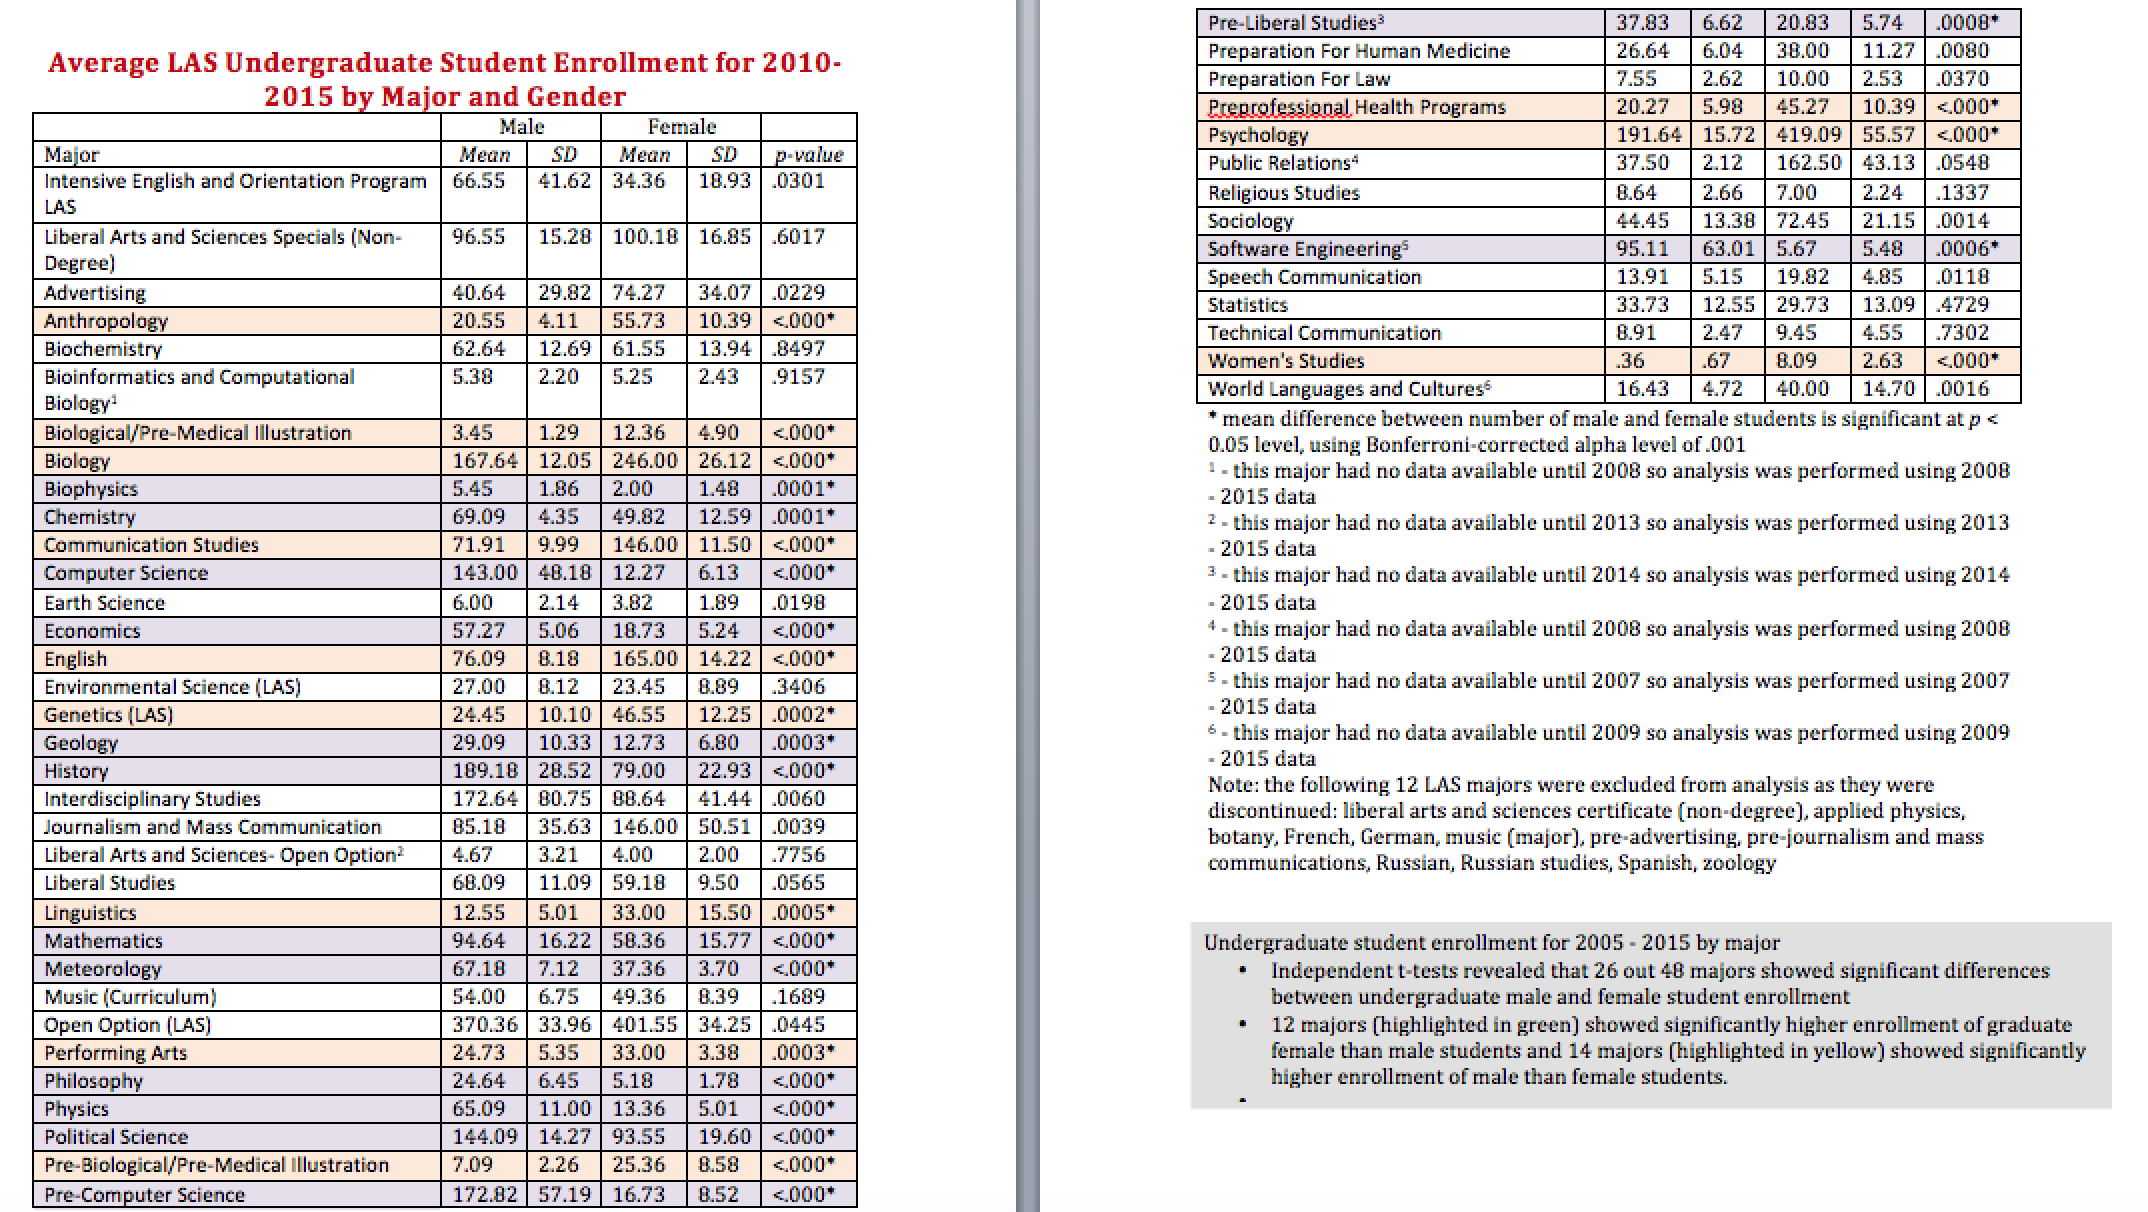 Average LAS Undergraduate Student Enrollment for 2010-
2015 by Major and Gender
Male Female
Major Mean SD Mean SD p-value
Intensive English and Orientation Program 66.55 41.62 34.36 18.93 .0301
LAS
Liberal Arts and Sciences Specials (Non- 96.55 15.28 100.18 16.85 .6017
Degree)
Advertising 40.64 29.82 74.27 34.07 .0229
Anthropology 20.55 4.11 55.73 10.39 <.000*
Biochemistry 62.64 12.69 61.55 13.94 .8497
Bioinformatics and Computational 5.38 2.20 5.25 2.43 .9157
Biology¹
Biological/Pre-Medical Illustration 3.45 1.29 12.36 4.90 <.000*
Biology 167.64 12.05 246.00 26.12 <.000*
Biophysics 5.45 1.86 2.00 1.48 .0001*
Chemistry 69.09 4.35 49.82 12.59 .0001*
Communication Studies 71.91 9.99 146.00 11.50 <.000*
Computer Science 143.00 48.18 12.27 6.13 <.000*
Earth Science 6.00 2.14 3.82 1.89 .0198
Economics 57.27 5.06 18.73 5.24 <.000*
English 76.09 8.18 165.00 14.22 <.000*
Environmental Science (LAS) 27.00 8.12 23.45 8.89 .3406
Genetics (LAS) 24.45 10.10 46.55 12.25 .0002*
Geology 29.09 10.33 12.73 6.80 .0003*
History 189.18 28.52 79.00 22.93 <.000*
Interdisciplinary Studies 172.64 80.75 88.64 41.44 .0060
Journalism and Mass Communication 85.18 35.63 146.00 50.51 .0039
Liberal Arts and Sciences- Open Option² 4.67 3.21 4.00 2.00 .7756
Liberal Studies 68.09 11.09 59.18 9.50 .0565
Linguistics 12.55 5.01 33.00 15.50 .0005*
Mathematics 94.64 16.22 58.36 15.77 <.000*
Meteorology 67.18 7.12 37.36 3.70 <.000*
Music (Curriculum) 54.00 6.75 49.36 8.39 .1689
Open Option (LAS) 370.36 33.96 401.55 34.25 .0445
Performing Arts 24.73 5.35 33.00 3.38 .0003*
Philosophy 24.64 6.45 5.18 1.78 <.000*
Physics 65.09 11.00 13.36 5.01 <.000*
Political Science 144.09 14.27 93.55 19.60 <.000*
Pre-Biological/Pre-Medical Illustration 7.09 2.26 25.36 8.58 <.000*
Pre-Computer Science 172.82 57.19 16.73 8.52 <.000*
Pre-Liberal Studies³ 37.83 6.62 20.83 5.74 .0008*
Preparation For Human Medicine 26.64 6.04 38.00 11.27 .0080
Preparation For Law 7.55 2.62 10.00 2.53 .0370
Preprofessional Health Programs 20.27 5.98 45.27 10.39 <.000*
Psychology 191.64 15.72 419.09 55.57 <.000*
Public Relations⁴ 37.50 2.12 162.50 43.13 .0548
Religious Studies 8.64 2.66 7.00 2.24 .1337
Sociology 44.45 13.38 72.45 21.15 .0014
Software Engineering⁵ 95.11 63.01 5.67 5.48 .0006*
Speech Communication 13.91 5.15 19.82 4.85 .0118
Statistics 33.73 12.55 29.73 13.09 .4729
Technical Communication 8.91 2.47 9.45 4.55 .7302
Women's Studies .36 .67 8.09 2.63 <.000*
World Languages and Cultures⁶ 16.43 4.72 40.00 14.70 .0016
* mean difference between number of male and female students is significant at p <
0.05 level, using Bonferroni-corrected alpha level of .001
¹ - this major had no data available until 2008 so analysis was performed using 2008
- 2015 data
² - this major had no data available until 2013 so analysis was performed using 2013
- 2015 data
³ - this major had no data available until 2014 so analysis was performed using 2014
- 2015 data
⁴ - this major had no data available until 2008 so analysis was performed using 2008
- 2015 data
⁵ - this major had no data available until 2007 so analysis was performed using 2007
- 2015 data
⁶ - this major had no data available until 2009 so analysis was performed using 2009
- 2015 data
Note: the following 12 LAS majors were excluded from analysis as they were
discontinued: liberal arts and sciences certificate (non-degree), applied physics,
botany, French, German, music (major), pre-advertising, pre-journalism and mass
communications, Russian, Russian studies, Spanish, zoology
Undergraduate student enrollment for 2005 - 2015 by major
• Independent t-tests revealed that 26 out 48 majors showed significant differences
between undergraduate male and female student enrollment
• 12 majors (highlighted in green) showed significantly higher enrollment of graduate
female than male students and 14 majors (highlighted in yellow) showed significantly
higher enrollment of male than female students.
•